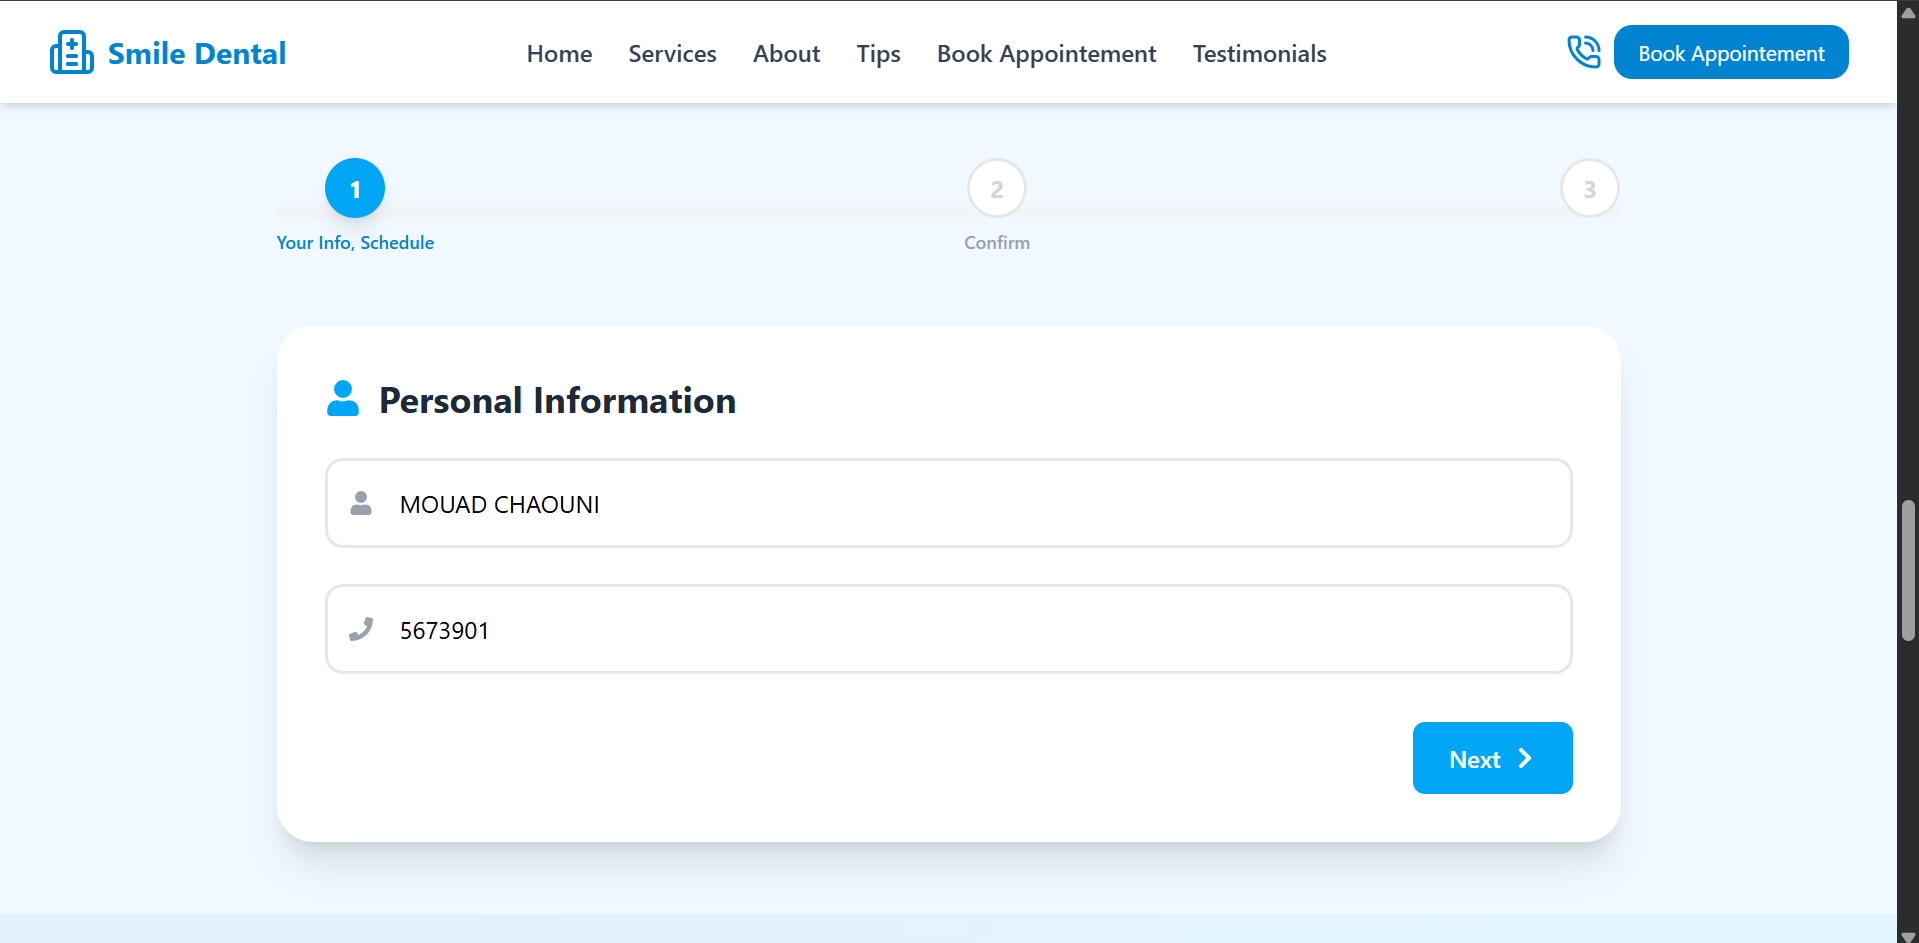 Smile Dental
Home Services About Tips Book Appointement Testimonials
Book Appointement
1 2 3
Your Info, Schedule Confirm
Personal Information
MOUAD CHAOUNI
5673901
Next